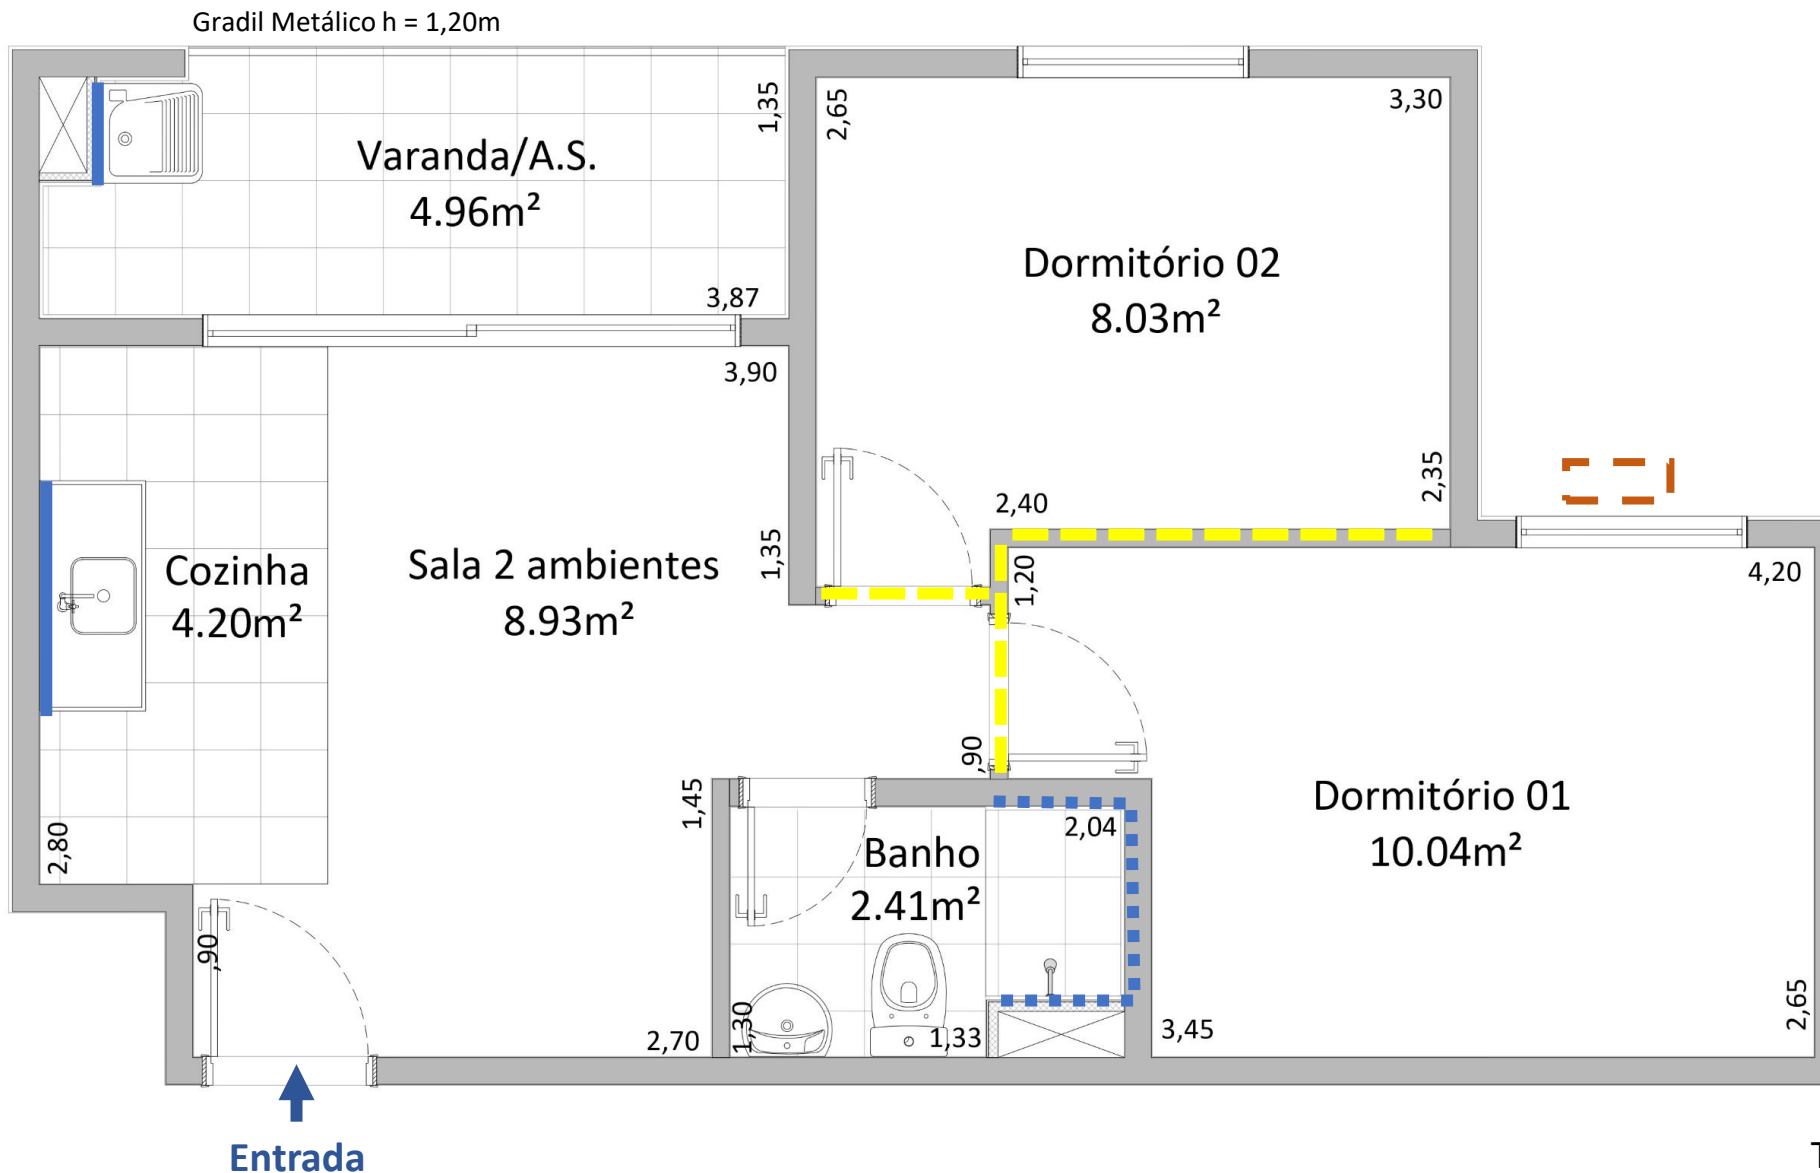 Gradil Metálico h = 1,20m
1,35
2,65
3,30
Varanda/A.S.
4.96m²
3,87
Dormitório 02
8.03m²
3,90
2,35
2,40
1,35
1,20
4,20
Cozinha
4.20m²
Sala 2 ambientes
8.93m²
,90
2,80
1,45
2,04
Banho
2.41m²
Dormitório 01
10.04m²
,90
2,70
1,30
1,33
3,45
2,65
Entrada